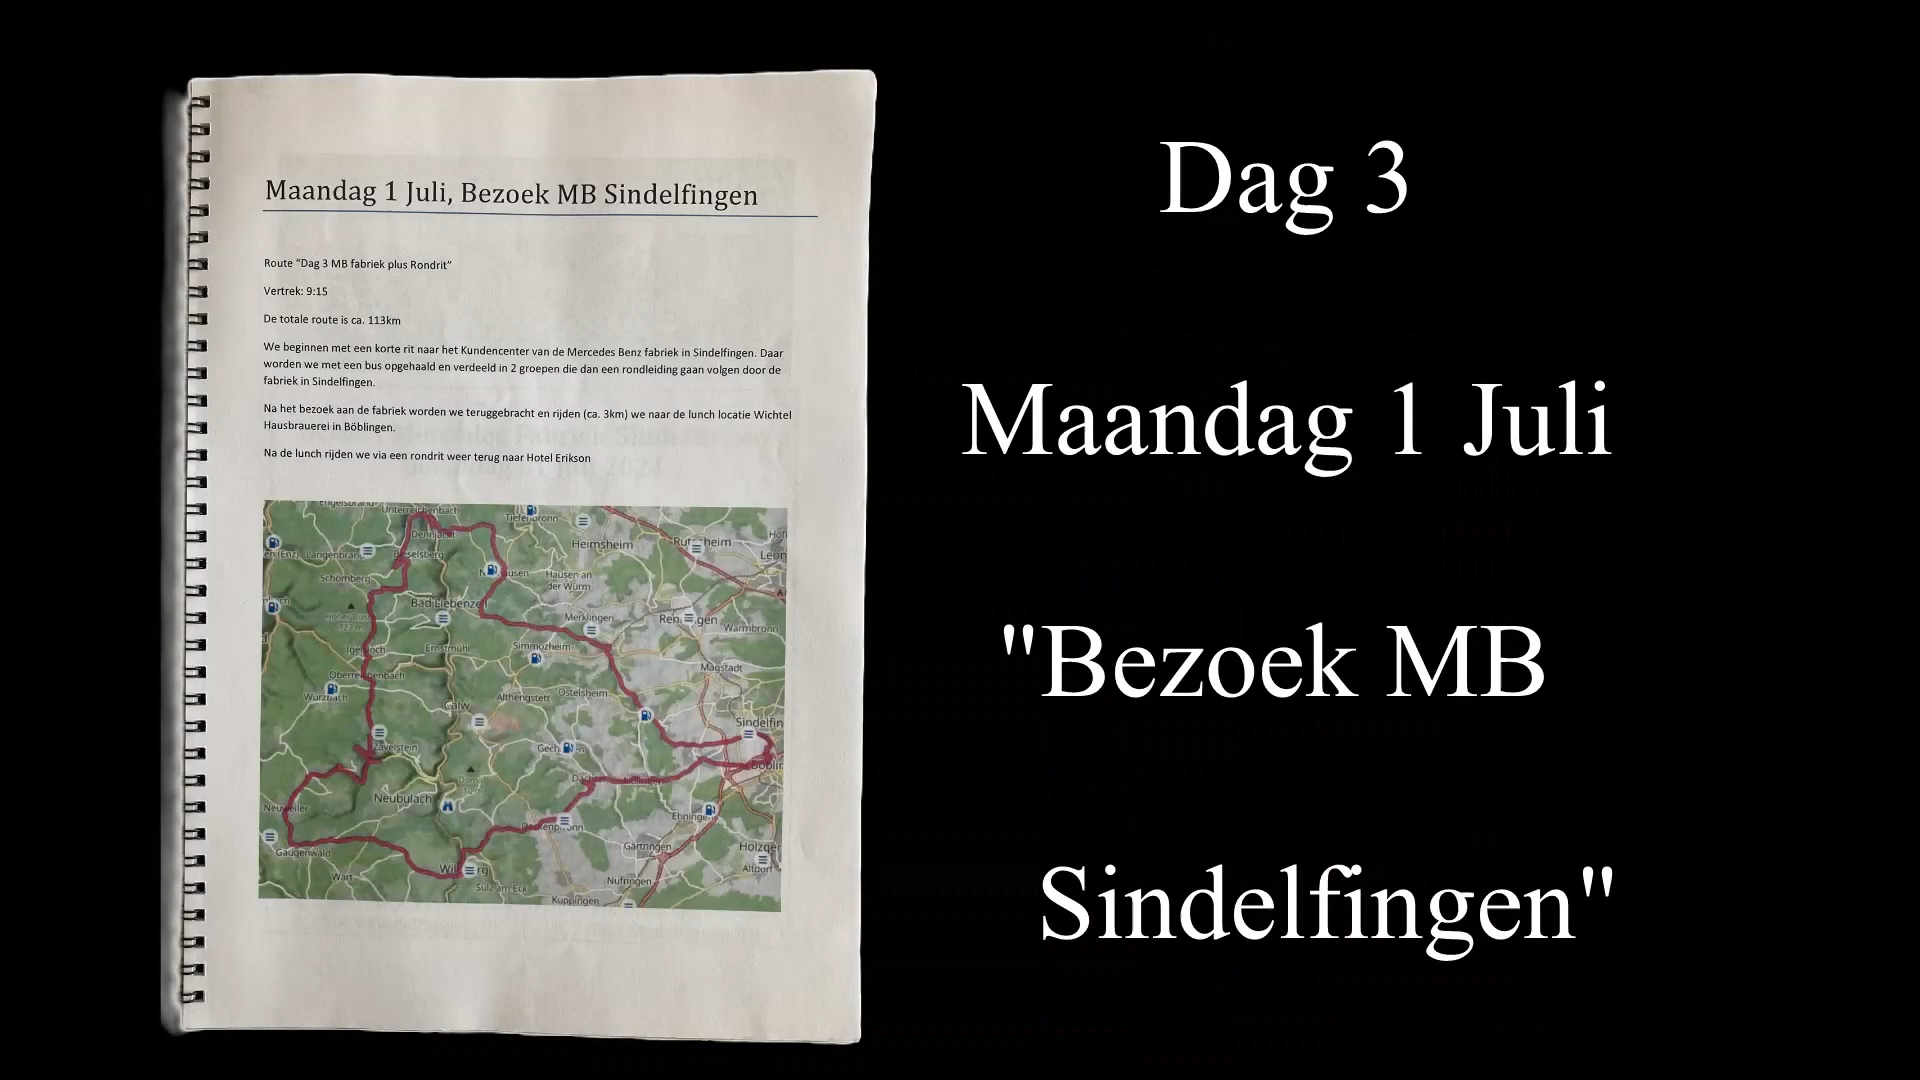 Maandag 1 Juli, Bezoek MB Sindelfingen
Route “Dag 3 MB fabriek plus Rondrit”
Vertrek: 9:15
De totale route is ca. 113km
We beginnen met een korte rit naar het Kundencenter van de Mercedes Benz fabriek in Sindelfingen. Daar
worden we met een bus opgehaald en verdeeld in 2 groepen die dan een rondleiding gaan volgen door de
fabriek in Sindelfingen.
Na het bezoek aan de fabriek worden we teruggebracht en rijden (ca. 3km) we naar de lunch locatie Wichtel
Hausbrauerei in Böblingen.
Na de lunch rijden we via een rondrit weer terug naar Hotel Erikson
Unterreichenbach
Heimsheim
Leon
Schömberg
Hausen an
der Würm
Bad Liebenzell
Merklingen
Warmbronn
Simmozheim
Magstadt
Ostelsheim
Althengstett
Calw
Würzbach
Sindelfin
Zavelstein
Neubulach
Ehningen
Gärtringen
Holzger
Gaugenwald
Altdorf
Wart
Sulz am Eck
Nufringen
Kuppingen
Dag 3
Maandag 1 Juli
"Bezoek MB
Sindelfingen"